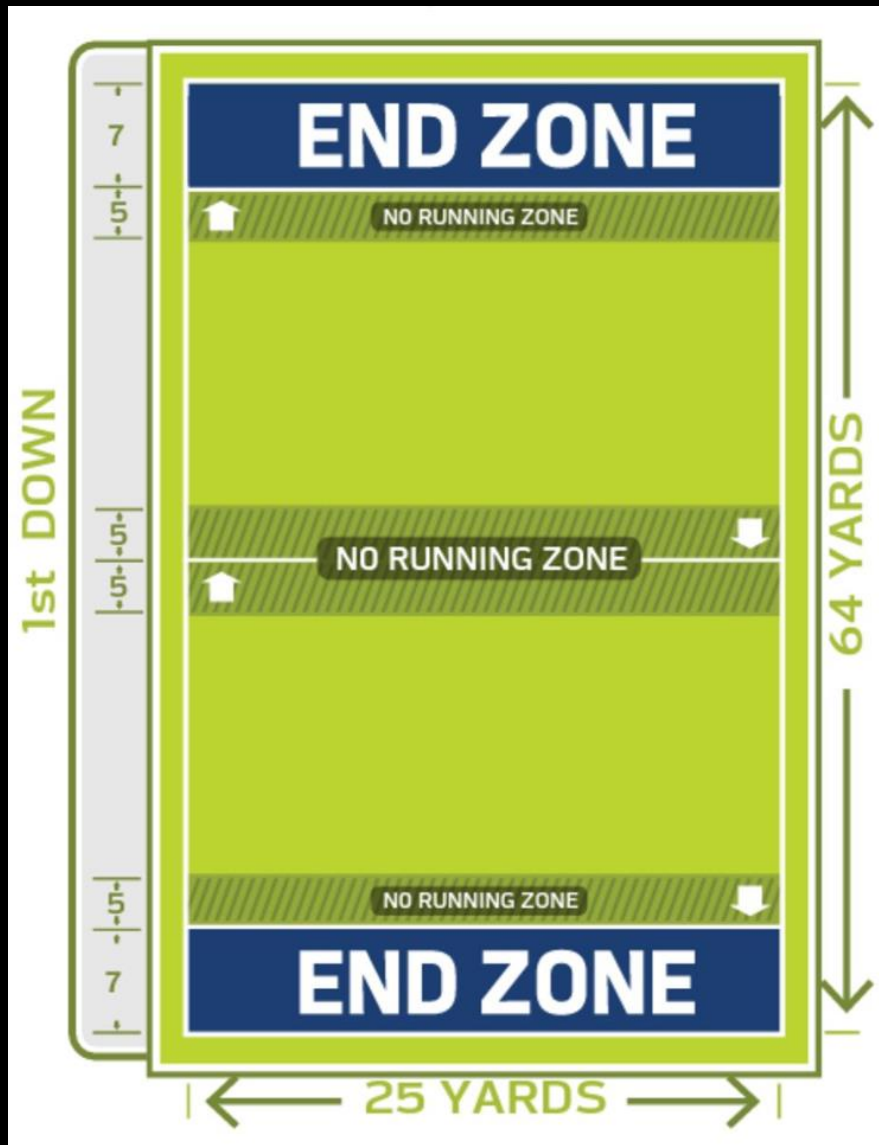 END ZONE
7
5
NO RUNNING ZONE
1st DOWN
5
NO RUNNING ZONE
5
64 YARDS
5
NO RUNNING ZONE
7
END ZONE
25 YARDS